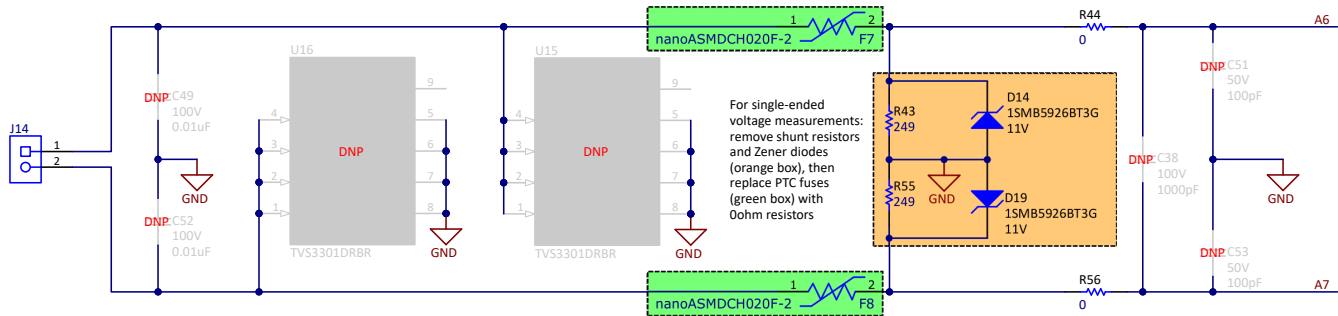 R44
0
A6
1
2
nanoASMDCH020F-2
F7
U16
U15
DNP
C49
100V
0.01uF
9
4
5
3
6
DNP
2
7
1
8
TVS3301DRBR
GND
9
4
5
3
6
DNP
2
7
1
8
TVS3301DRBR
GND
J14
1
2
GND
DNP
C52
100V
0.01uF
For single-ended
voltage measurements:
remove shunt resistors
and Zener diodes
(orange box), then
replace PTC fuses
(green box) with
0ohm resistors
R43
249
D14
1SMB5926BT3G
11V
GND
R55
249
D19
1SMB5926BT3G
11V
DNP
C38
100V
1000pF
DNP
C51
50V
100pF
GND
DNP
C53
50V
100pF
1
2
nanoASMDCH020F-2
F8
R56
0
A7